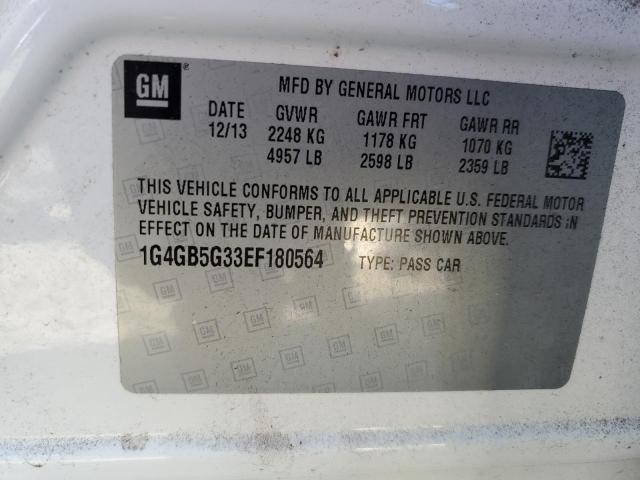 GM ®
MFD BY GENERAL MOTORS LLC
DATE GVWR GAWR FRT GAWR RR
12/13 2248 KG 1178 KG 1070 KG
4957 LB 2598 LB 2359 LB
THIS VEHICLE CONFORMS TO ALL APPLICABLE U.S. FEDERAL MOTOR
VEHICLE SAFETY, BUMPER, AND THEFT PREVENTION STANDARDS IN
EFFECT ON THE DATE OF MANUFACTURE SHOWN ABOVE.
1G4GB5G33EF180564 TYPE: PASS CAR